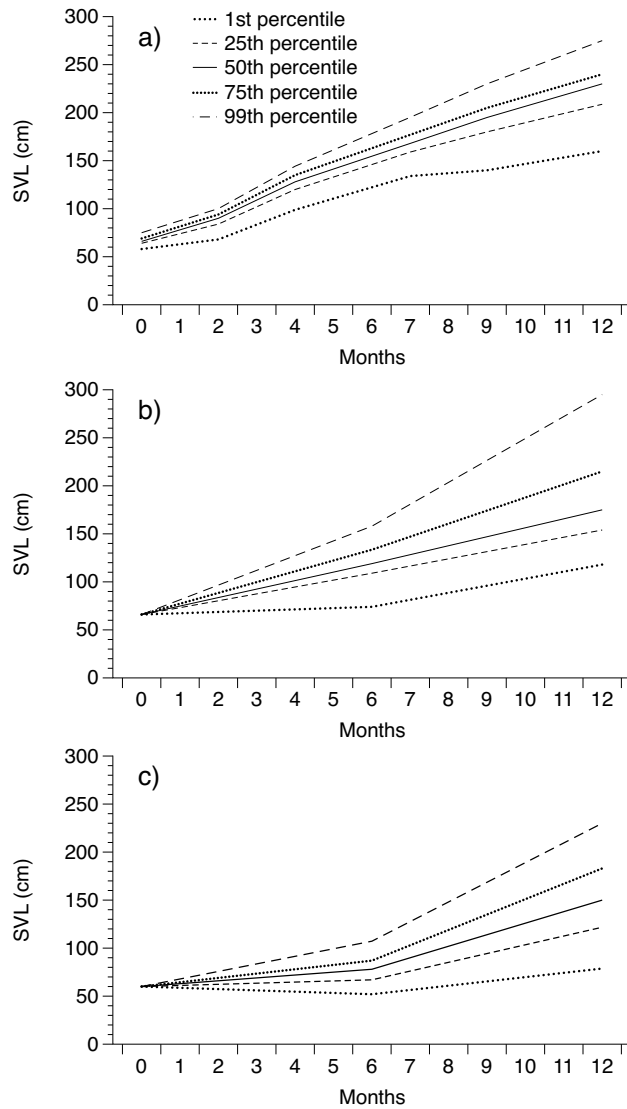 a)
1st percentile
25th percentile
50th percentile
75th percentile
99th percentile
300
250
200
150
100
50
0
SVL (cm)
0 1 2 3 4 5 6 7 8 9 10 11 12
Months
b)
300
250
200
150
100
50
0
SVL (cm)
0 1 2 3 4 5 6 7 8 9 10 11 12
Months
c)
300
250
200
150
100
50
0
SVL (cm)
0 1 2 3 4 5 6 7 8 9 10 11 12
Months